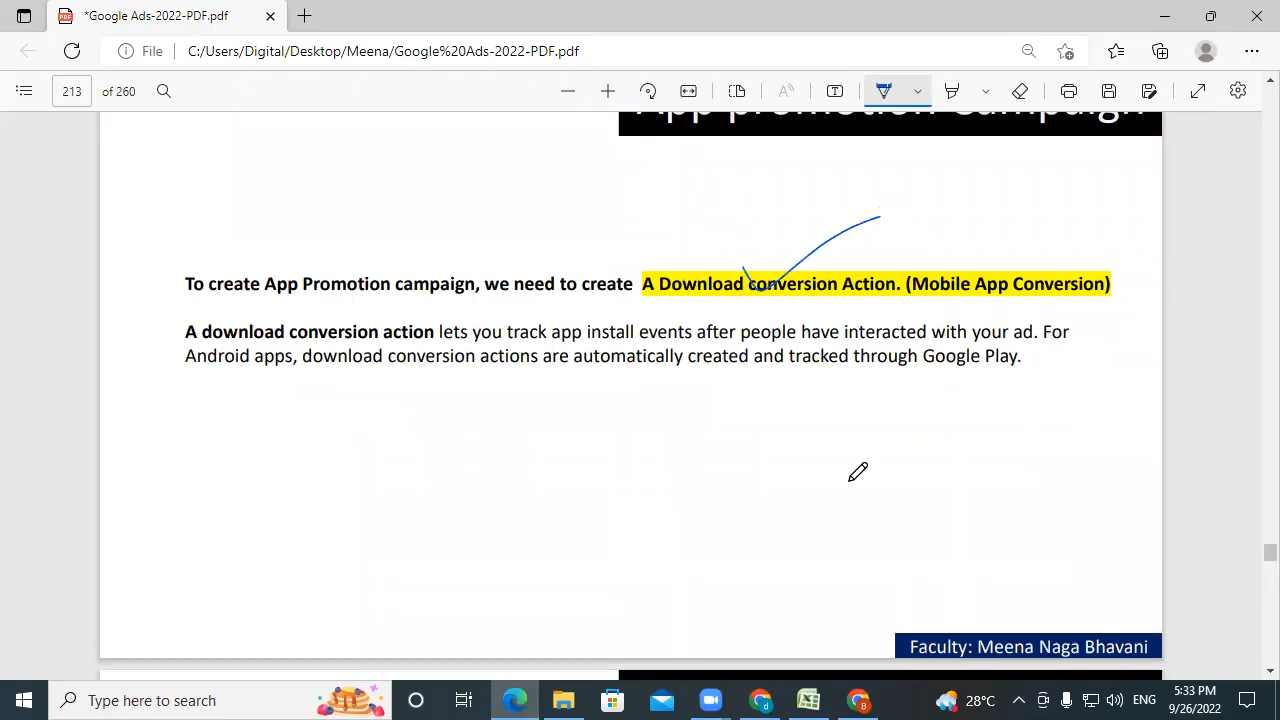 *Google Ads-2022-PDF.pdf
File
C:/Users/Digital/Desktop/Meena/Google%20Ads-2022-PDF.pdf
213 of 260
App promotion Campaign
To create App Promotion campaign, we need to create A Download conversion Action. (Mobile App Conversion)
A download conversion action lets you track app install events after people have interacted with your ad. For
Android apps, download conversion actions are automatically created and tracked through Google Play.
Faculty: Meena Naga Bhavani
Type here to search
28°C
ENG
5:33 PM
9/26/2022